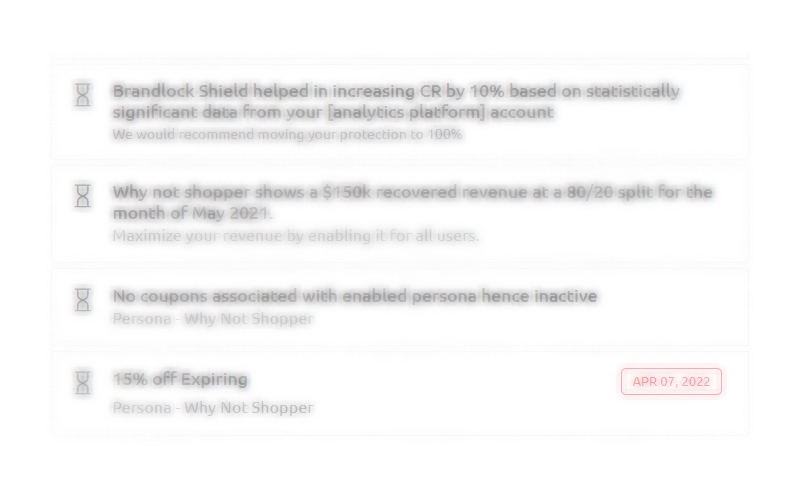 Brandlock Shield helped in increasing CR by 10% based on statistically
significant data from your [analytics platform] account
We would recommend moving your protection to 100%
Why not shopper shows a $150k recovered revenue at a 80/20 split for the
month of May 2021.
Maximize your revenue by enabling it for all users.
No coupons associated with enabled persona hence inactive
Persona - Why Not Shopper
15% off Expiring
APR 07, 2022
Persona - Why Not Shopper